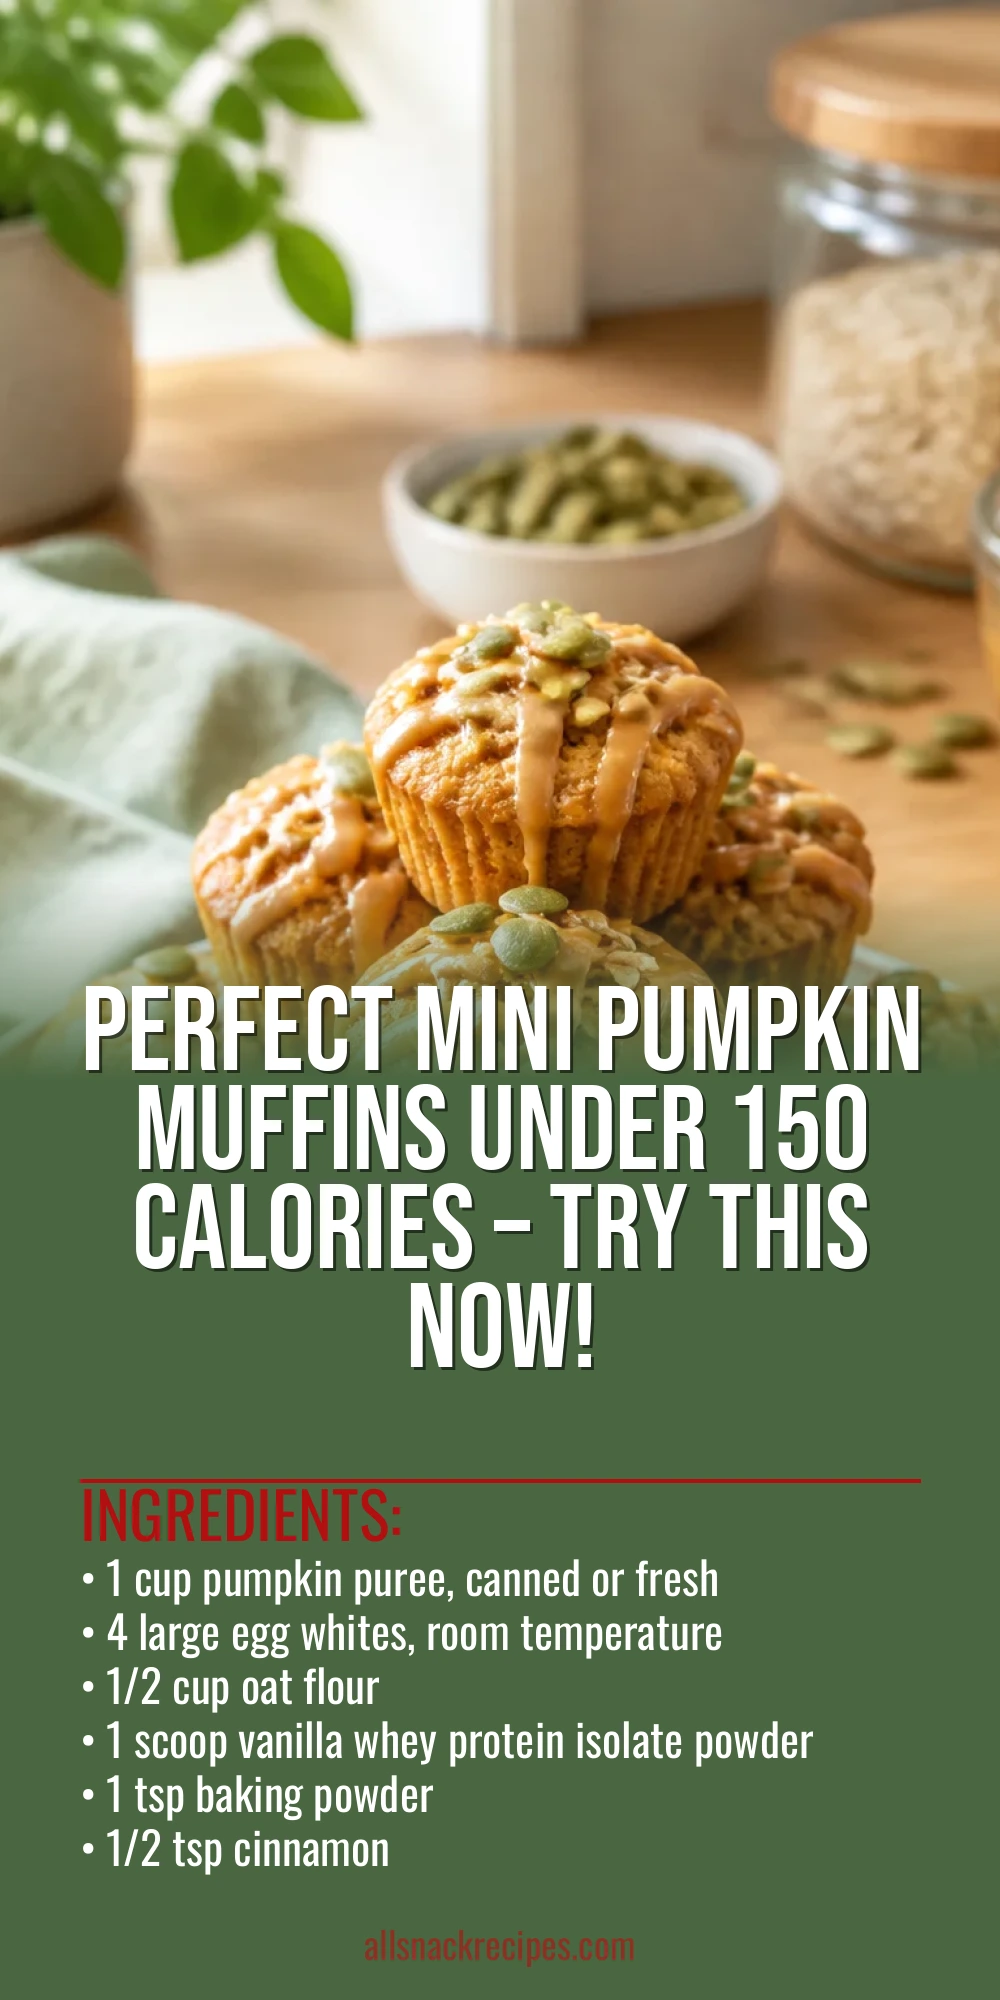 PERFECT MINI PUMPKIN
MUFFINS UNDER 150
CALORIES – TRY THIS
NOW!
INGREDIENTS:
• 1 cup pumpkin puree, canned or fresh
• 4 large egg whites, room temperature
• 1/2 cup oat flour
• 1 scoop vanilla whey protein isolate powder
• 1 tsp baking powder
• 1/2 tsp cinnamon
allsnackrecipes.com